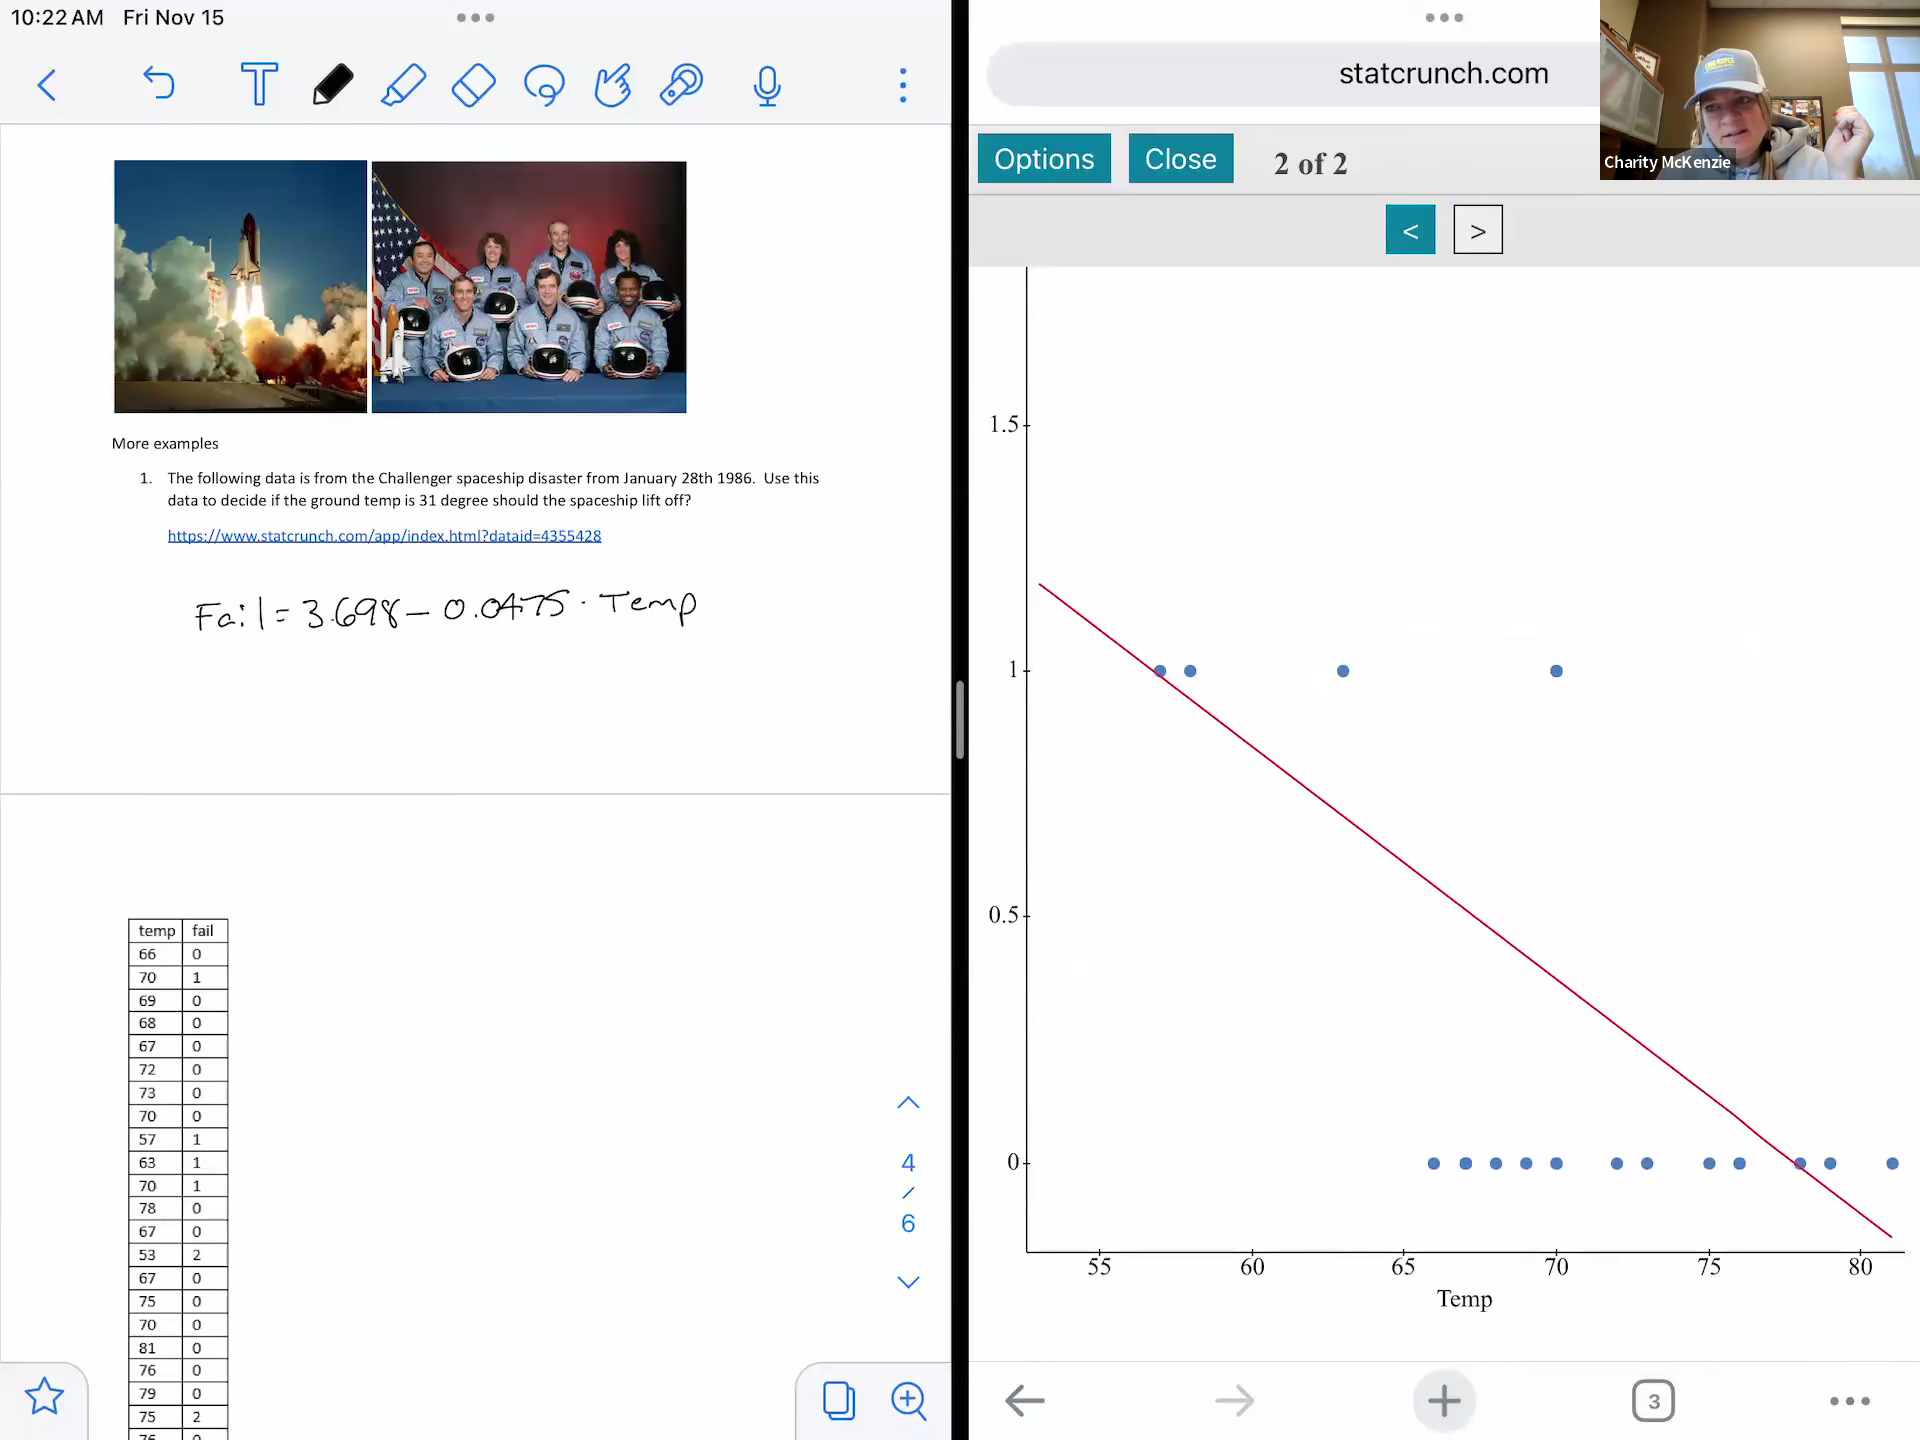 10:22 AM Fri Nov 15
statcrunch.com
Options
Close
2 of 2
<
>
Charity McKenzie
More examples
1. The following data is from the Challenger spaceship disaster from January 28th 1986. Use this
data to decide if the ground temp is 31 degree should the spaceship lift off?
https://www.statcrunch.com/app/index.html?dataid=4355428
Fail = 3.698 - 0.0475 · Temp
temp fail
66 0
70 1
69 0
68 0
67 0
72 0
73 0
70 0
57 1
63 1
70 1
78 0
67 0
53 2
67 0
75 0
70 0
81 0
76 0
79 0
75 2
76 0
4
/
6
1.5
1
0.5
0
55 60 65 70 75 80
Temp
3